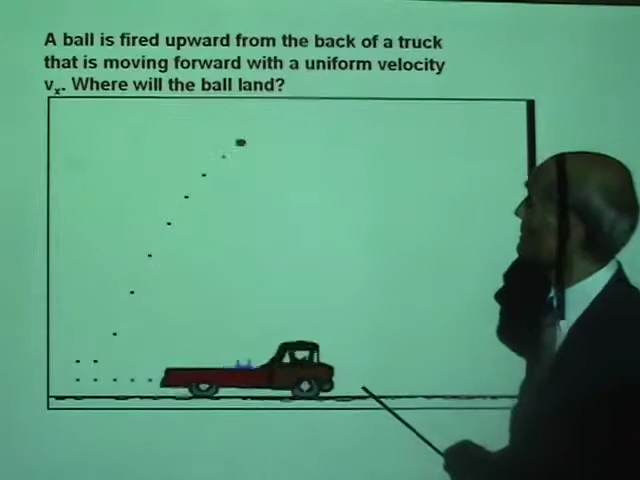 A ball is fired upward from the back of a truck
that is moving forward with a uniform velocity
vₓ. Where will the ball land?